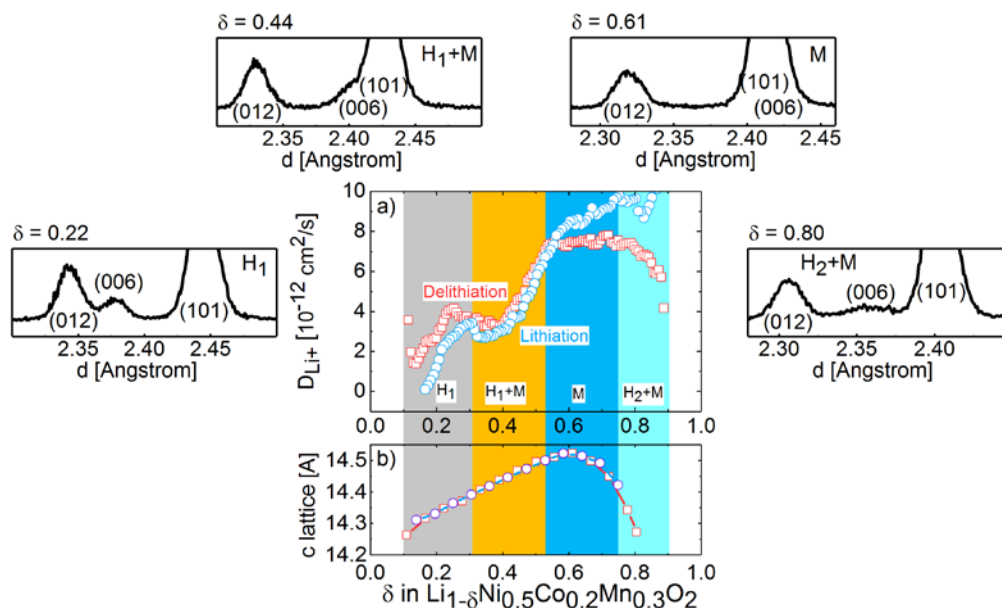 δ = 0.44
H₁+M
(012)
(101)
(006)
2.35 2.40 2.45
d [Angstrom]
δ = 0.61
M
(012)
(101)
(006)
2.30 2.35 2.40 2.45
d [Angstrom]
δ = 0.22
H₁
(012)
(006)
(101)
2.35 2.40 2.45
d [Angstrom]
δ = 0.80
H₂+M
(012)
(006)
(101)
2.30 2.35 2.40
d [Angstrom]
a)
D_Li+ [10⁻¹² cm²/s]
10
8
6
4
2
0
Delithiation
Lithiation
H₁ H₁+M M H₂+M
0.2 0.4 0.6 0.8 1.0
b)
c lattice [A]
14.5
14.4
14.3
14.2
0.0 0.2 0.4 0.6 0.8 1.0
δ in Li₁₋δNi₀.₅Co₀.₂Mn₀.₃O₂